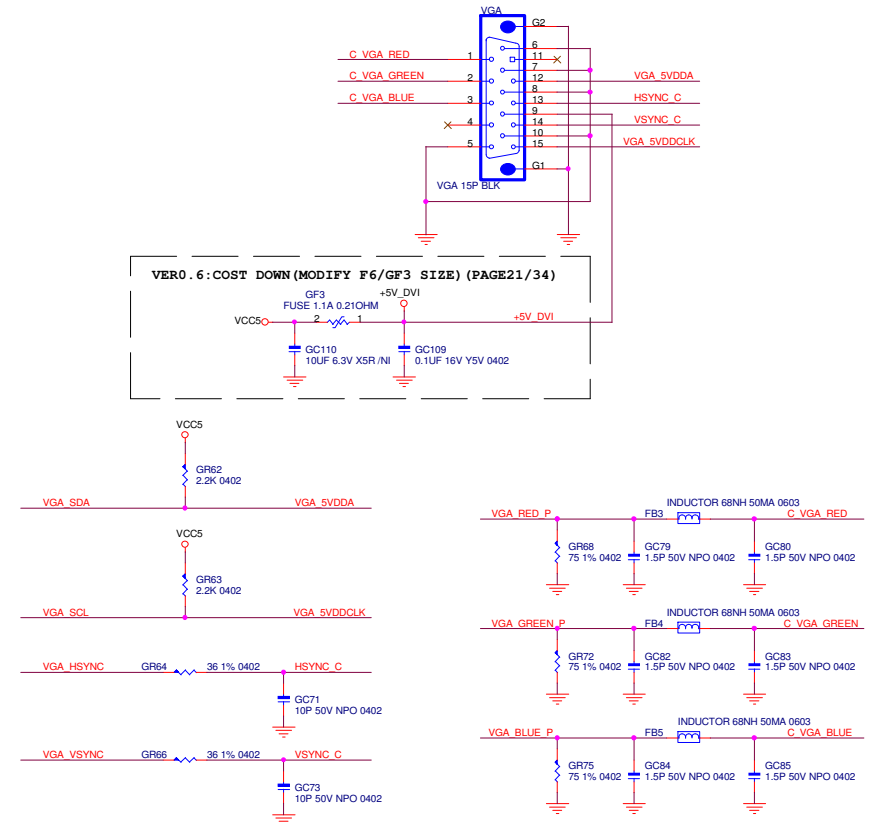 VGA
G2
6
C_VGA_RED 1 11
7
C_VGA_GREEN 2 12 VGA_5VDDA
8
C_VGA_BLUE 3 13 HSYNC_C
9
4 14 VSYNC_C
10
5 15 VGA_5VDDCLK
G1
VGA 15P BLK
VER0.6:COST DOWN(MODIFY F6/GF3 SIZE)(PAGE21/34)
GF3 +5V_DVI
FUSE 1.1A 0.21OHM
VCC5 2 1 +5V_DVI
GC110 GC109
10UF 6.3V X5R /NI 0.1UF 16V Y5V 0402
VCC5
GR62
2.2K 0402
VGA_SDA VGA_5VDDA
VCC5
GR63
2.2K 0402
VGA_SCL VGA_5VDDCLK
VGA_HSYNC GR64 36 1% 0402 HSYNC_C
GC71
10P 50V NPO 0402
VGA_VSYNC GR66 36 1% 0402 VSYNC_C
GC73
10P 50V NPO 0402
INDUCTOR 68NH 50MA 0603
VGA_RED_P FB3 C_VGA_RED
GR68 GC79 GC80
75 1% 0402 1.5P 50V NPO 0402 1.5P 50V NPO 0402
INDUCTOR 68NH 50MA 0603
VGA_GREEN_P FB4 C_VGA_GREEN
GR72 GC82 GC83
75 1% 0402 1.5P 50V NPO 0402 1.5P 50V NPO 0402
INDUCTOR 68NH 50MA 0603
VGA_BLUE_P FB5 C_VGA_BLUE
GR75 GC84 GC85
75 1% 0402 1.5P 50V NPO 0402 1.5P 50V NPO 0402